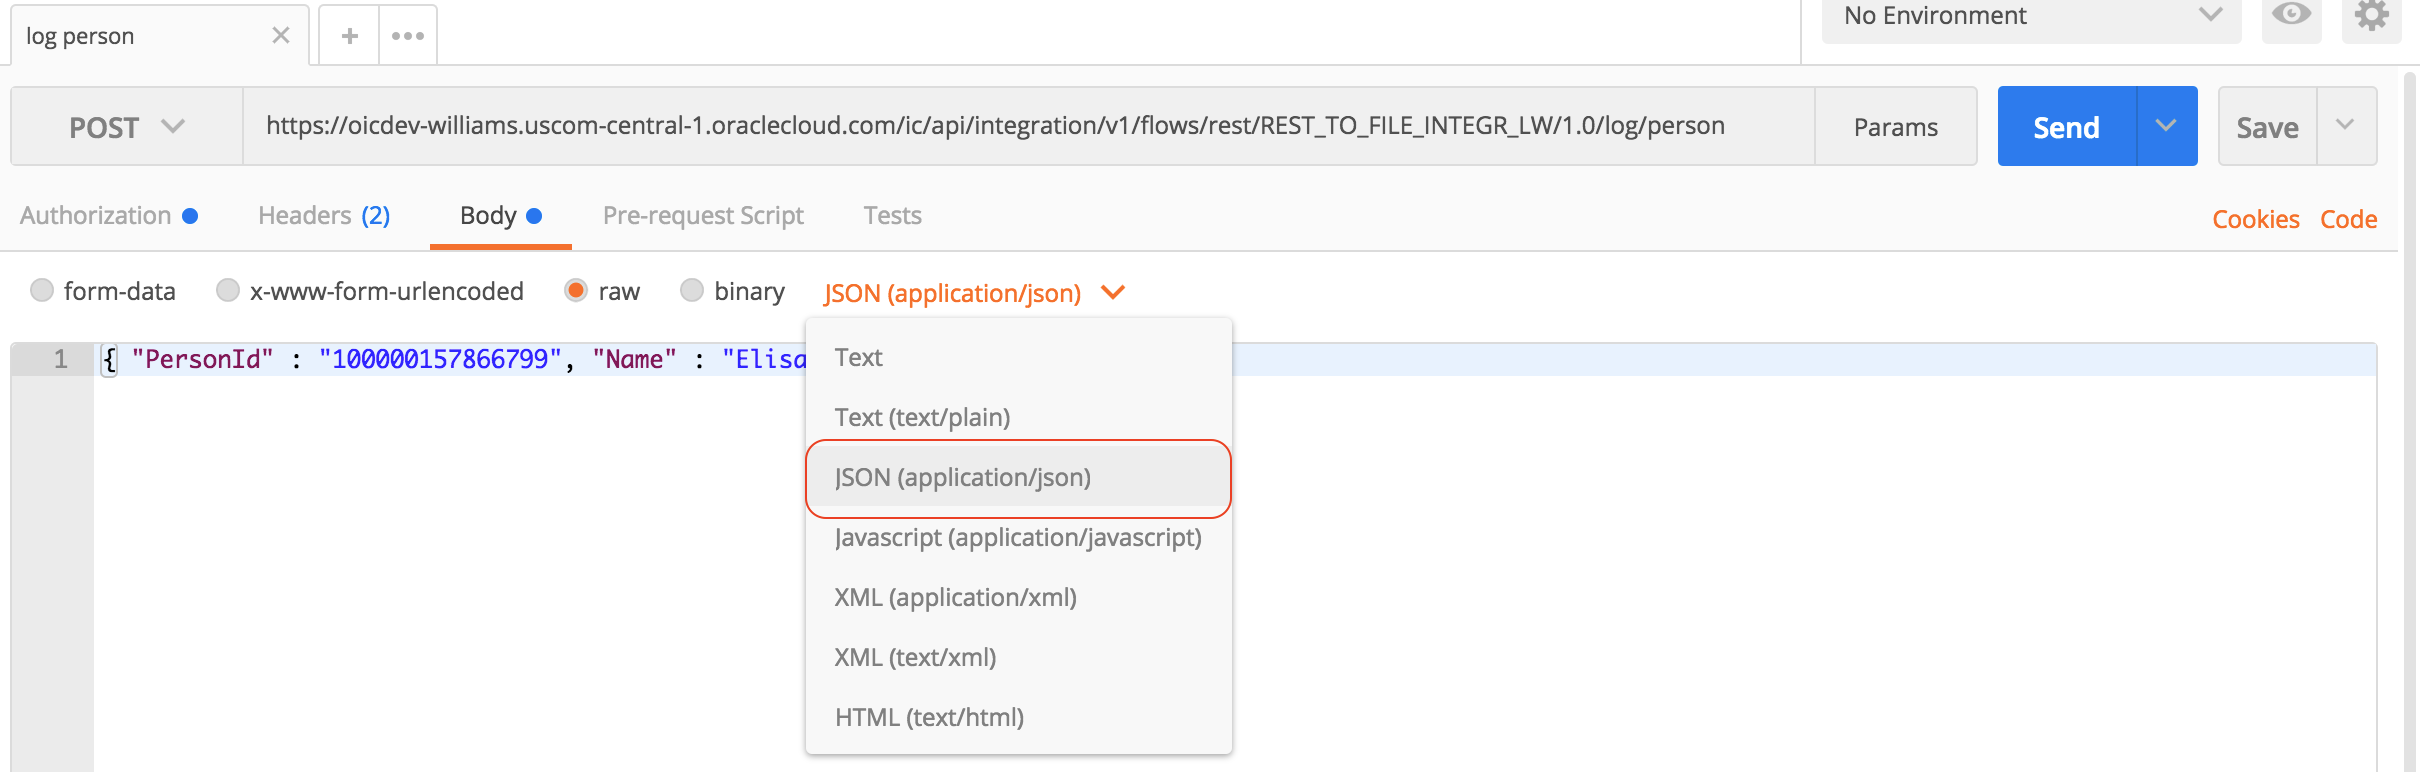 log person
No Environment
POST https://oicdev-williams.uscom-central-1.oraclecloud.com/ic/api/integration/v1/flows/rest/REST_TO_FILE_INTEGR_LW/1.0/log/person Params Send Save
Authorization Headers (2) Body Pre-request Script Tests Cookies Code
form-data x-www-form-urlencoded raw binary JSON (application/json)
1 { "PersonId" : "100000157866799", "Name" : "Elisa
Text
Text (text/plain)
JSON (application/json)
Javascript (application/javascript)
XML (application/xml)
XML (text/xml)
HTML (text/html)